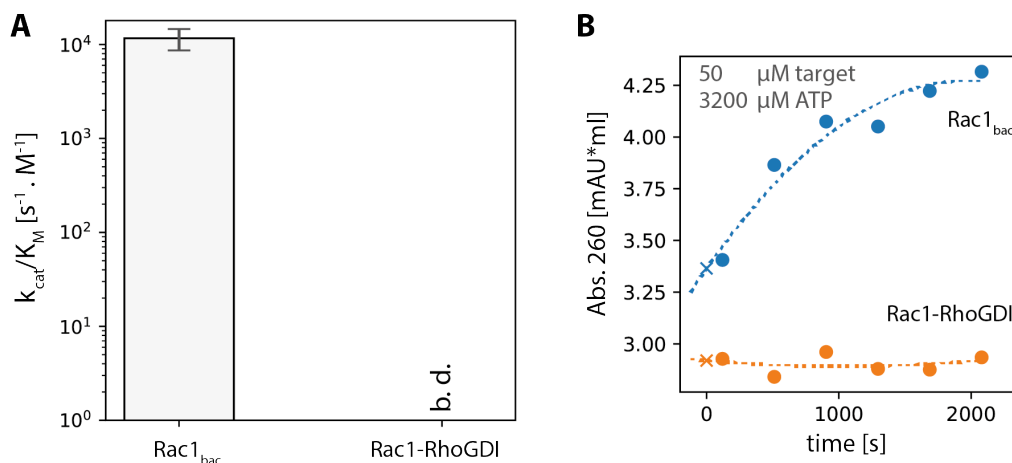 A
k_cat/K_M [s⁻¹ . M⁻¹]
10⁴
10³
10²
10¹
10⁰
b. d.
Rac1_bac
Rac1-RhoGDI
B
Abs. 260 [mAU*ml]
4.25
4.00
3.75
3.50
3.25
3.00
50 µM target
3200 µM ATP
Rac1_bac
Rac1-RhoGDI
0
1000
2000
time [s]